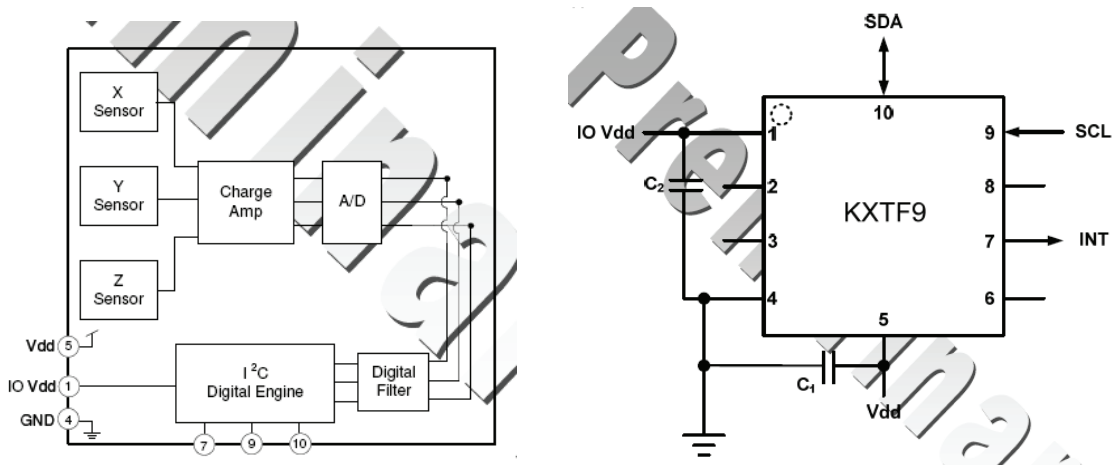 X
Sensor
Y
Sensor
Z
Sensor
Charge
Amp
A/D
Vdd 5
IO Vdd 1
GND 4
I ²C
Digital Engine
Digital
Filter
7 9 10
SDA
10
IO Vdd 1
9 SCL
C₂
2
8
KXTF9
3
7 INT
4
6
5
C₁
Vdd
Prelimina